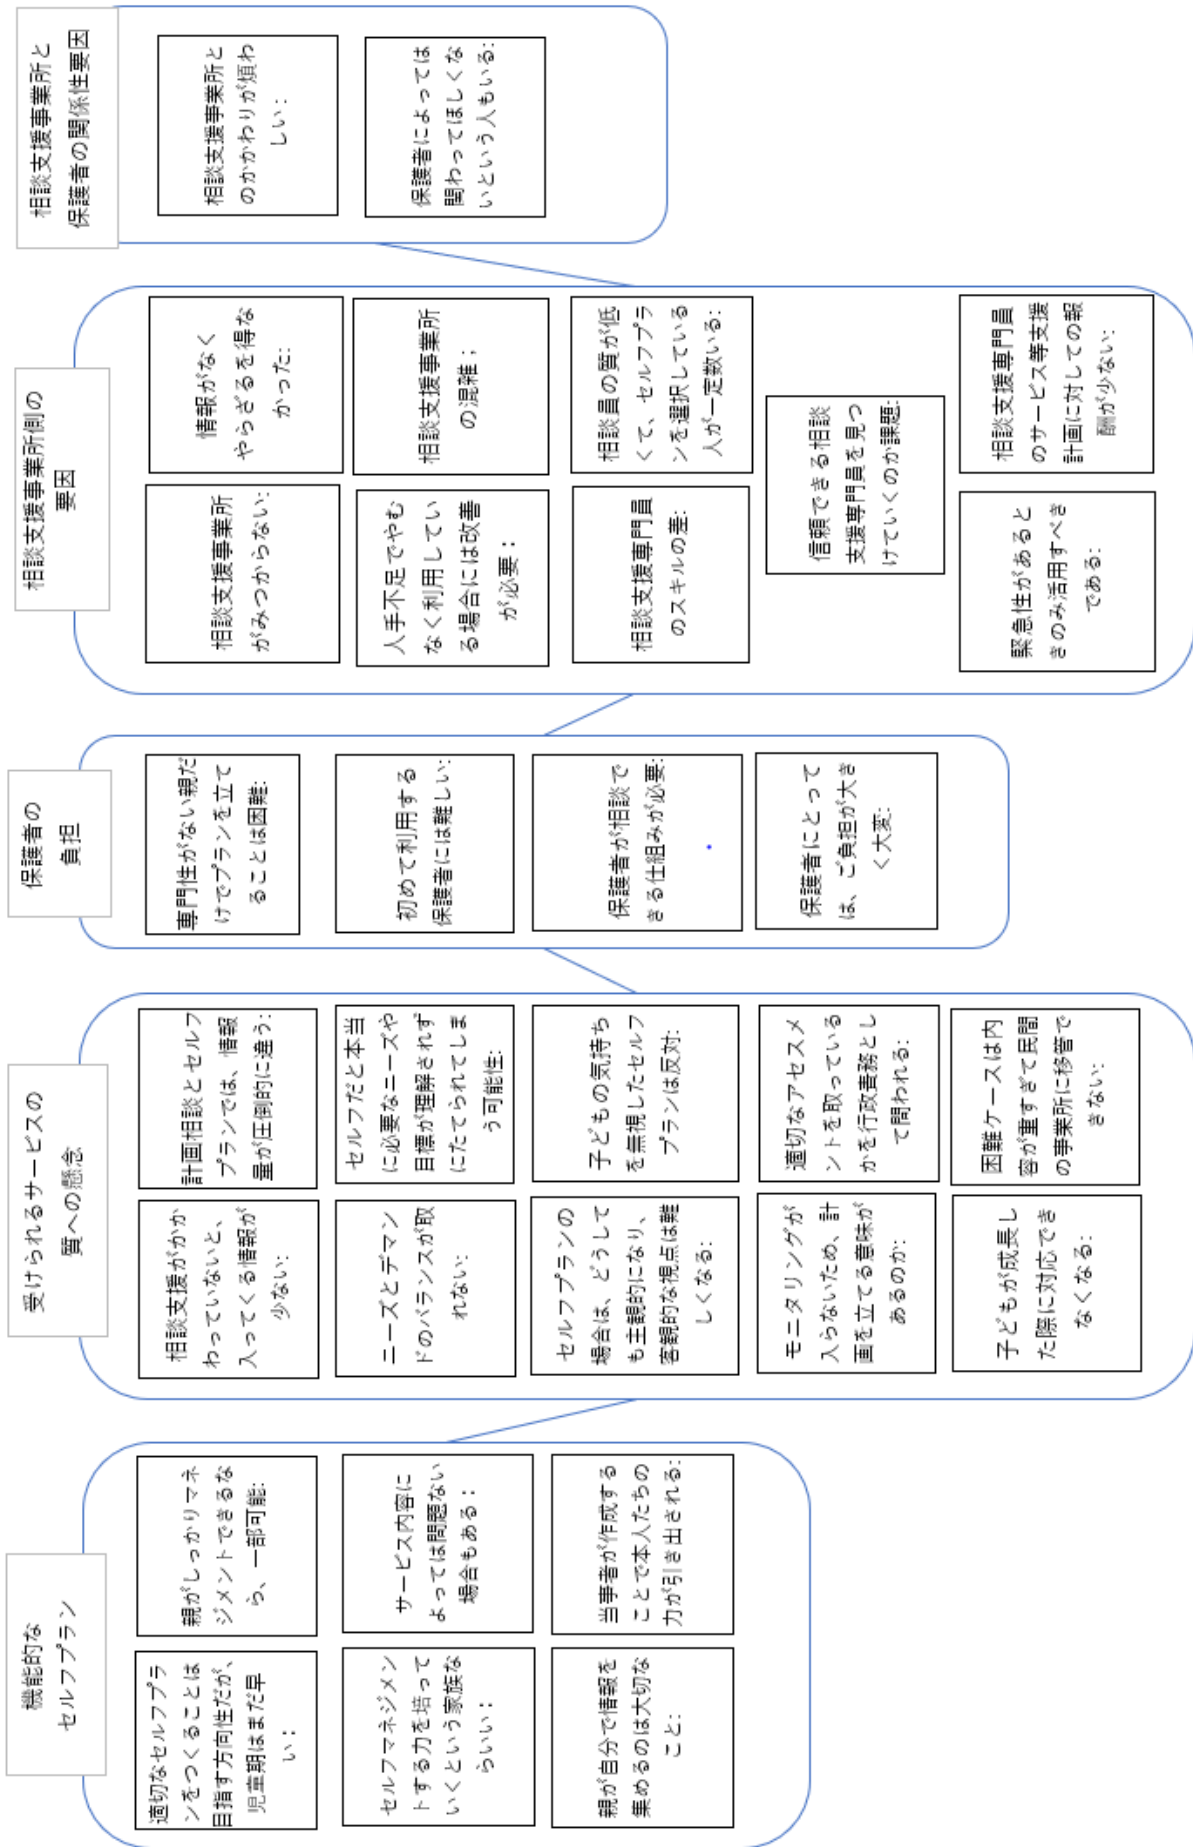 機能的な
セルフプラン
適切なセルフプラ
ンをつくることは
目指す方向性だが、
児童期はまだ早
い：
親がしっかりマネ
ジメントできるな
ら、一部可能:
セルフマネジメン
トする力を培って
いくという家族な
らいい：
サービス内容に
よっては問題ない
場合もある：
親が自分で情報を
集めるのは大切な
こと:
当事者が作成する
ことで本人たちの
力が引き出される:
受けられるサービスの
質への懸念
相談支援がかか
わっていないと、
入ってくる情報が
少ない:
計画相談とセルフ
プランでは、情報
量が圧倒的に違う:
ニーズとデマン
ドのバランスが取
れない:
セルフだと本当
に必要なニーズや
目標が理解されず
にたてられてしま
う可能性:
セルフプランの
場合は、どうして
も主観的になり、
客観的な視点は難
しくなる:
子どもの気持ち
を無視したセルフ
プランは反対:
モニタリングが
入らないため、計
画を立てる意味が
あるのか:
適切なアセスメ
ントを取っている
かを行政責務とし
て問われる:
子どもが成長し
た際に対応でき
なくなる:
困難ケースは内
容が重すぎて民間
の事業所に移管で
きない:
保護者の
負担
専門性がない親だ
けでプランを立て
ることは困難:
初めて利用する
保護者には難しい:
保護者が相談で
きる仕組みが必要:
保護者にとって
は、ご負担が大き
く大変:
相談支援事業所側の
要因
相談支援事業所
がみつからない:
情報がなく
やらざるを得な
かった:
人手不足でやむ
なく利用してい
る場合には改善
が必要：
相談支援事業所
の混雑；
相談支援専門員
のスキルの差:
相談員の質が低
くて、セルフプラ
ンを選択している
人が一定数いる:
信頼できる相談
支援専門員を見つ
けていくのか課題:
緊急性があると
きのみ活用すべき
である:
相談支援専門員
のサービス等支援
計画に対しての報
酬が少ない:
相談支援事業所と
保護者の関係性要因
相談支援事業所と
のかかわりが煩わ
しい：
保護者によっては
関わってほしくな
いという人もいる: